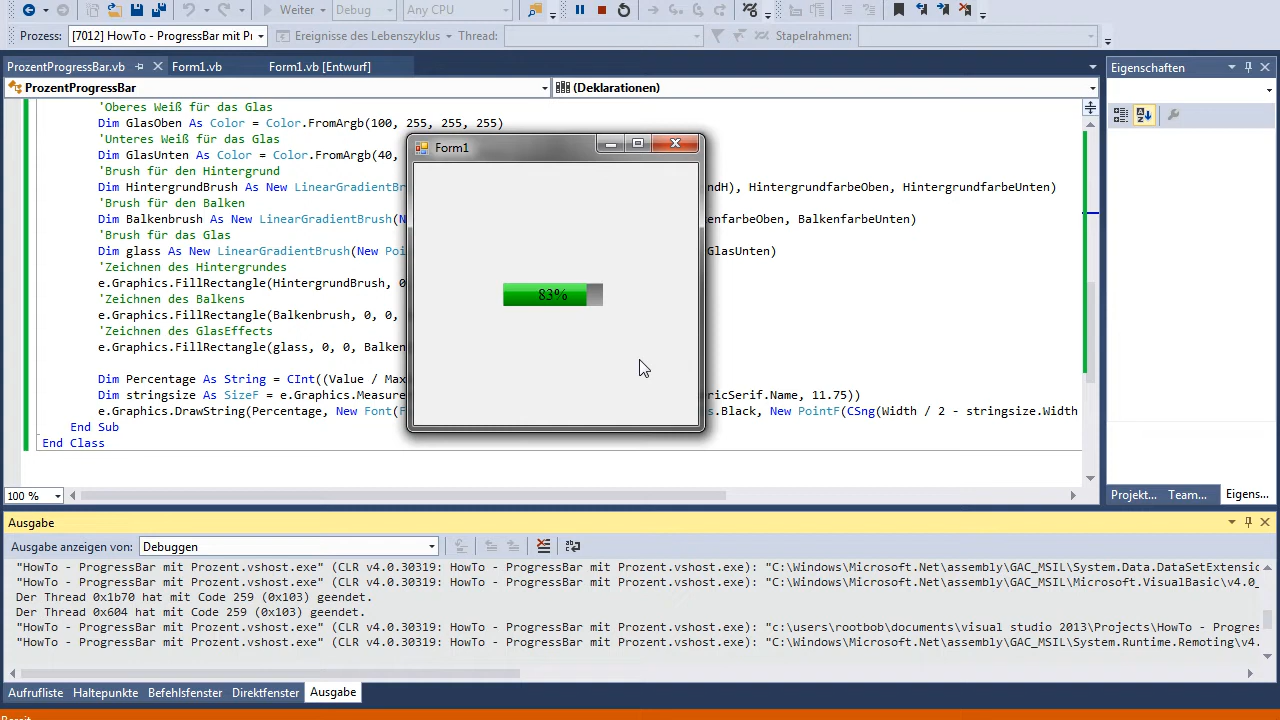 Weiter Debug Any CPU
Prozess: [7012] HowTo - ProgressBar mit Pr Ereignisse des Lebenszyklus Thread: Stapelrahmen:
ProzentProgressBar.vb Form1.vb Form1.vb [Entwurf]
Eigenschaften
ProzentProgressBar (Deklarationen)
'Oberes Weiß für das Glas
Dim GlasOben As Color = Color.FromArgb( 255, 255, 255)
'Unteres Weiß für das Glas
Dim GlasUnten As Color = Color.FromArgb(40,
'Brush für den Hintergrund
Dim HintergrundBrush As New LinearGradientBr ndH), HintergrundfarbeOben, HintergrundfarbeUnten)
'Brush für den Balken
Dim Balkenbrush As New LinearGradientBrush(N enfarbeOben, BalkenfarbeUnten)
'Brush für das Glas
Dim glass As New LinearGradientBrush(New Poi GlasUnten)
'Zeichnen des Hintergrundes
e.Graphics.FillRectangle(HintergrundBrush, 0
'Zeichnen des Balkens
e.Graphics.FillRectangle(Balkenbrush, 0, 0,
'Zeichnen des GlasEffects
e.Graphics.FillRectangle(glass, 0, 0, Balken
Dim Percentage As String = CInt((Value / Max
Dim stringsize As SizeF = e.Graphics.Measure ricSerif.Name, 11.75))
e.Graphics.DrawString(Percentage, New Font(F s.Black, New PointF(CSng(Width / 2 - stringsize.Width
End Sub
End Class
Form1
83%
100 %
Projekt... Team... Eigens...
Ausgabe
Ausgabe anzeigen von: Debuggen
"HowTo - ProgressBar mit Prozent.vshost.exe" (CLR v4.0.30319: HowTo - ProgressBar mit Prozent.vshost.exe): "C:\Windows\Microsoft.Net\assembly\GAC_MSIL\System.Data.DataSetExtensio
"HowTo - ProgressBar mit Prozent.vshost.exe" (CLR v4.0.30319: HowTo - ProgressBar mit Prozent.vshost.exe): "C:\Windows\Microsoft.Net\assembly\GAC_MSIL\Microsoft.VisualBasic\v4.0_
Der Thread 0x1b70 hat mit Code 259 (0x103) geendet.
Der Thread 0x604 hat mit Code 259 (0x103) geendet.
"HowTo - ProgressBar mit Prozent.vshost.exe" (CLR v4.0.30319: HowTo - ProgressBar mit Prozent.vshost.exe): "c:\users\rootbob\documents\visual studio 2013\Projects\HowTo - Progres
"HowTo - ProgressBar mit Prozent.vshost.exe" (CLR v4.0.30319: HowTo - ProgressBar mit Prozent.vshost.exe): "C:\Windows\Microsoft.Net\assembly\GAC_MSIL\System.Runtime.Remoting\v4.
Aufrufliste Haltepunkte Befehlsfenster Direktfenster Ausgabe